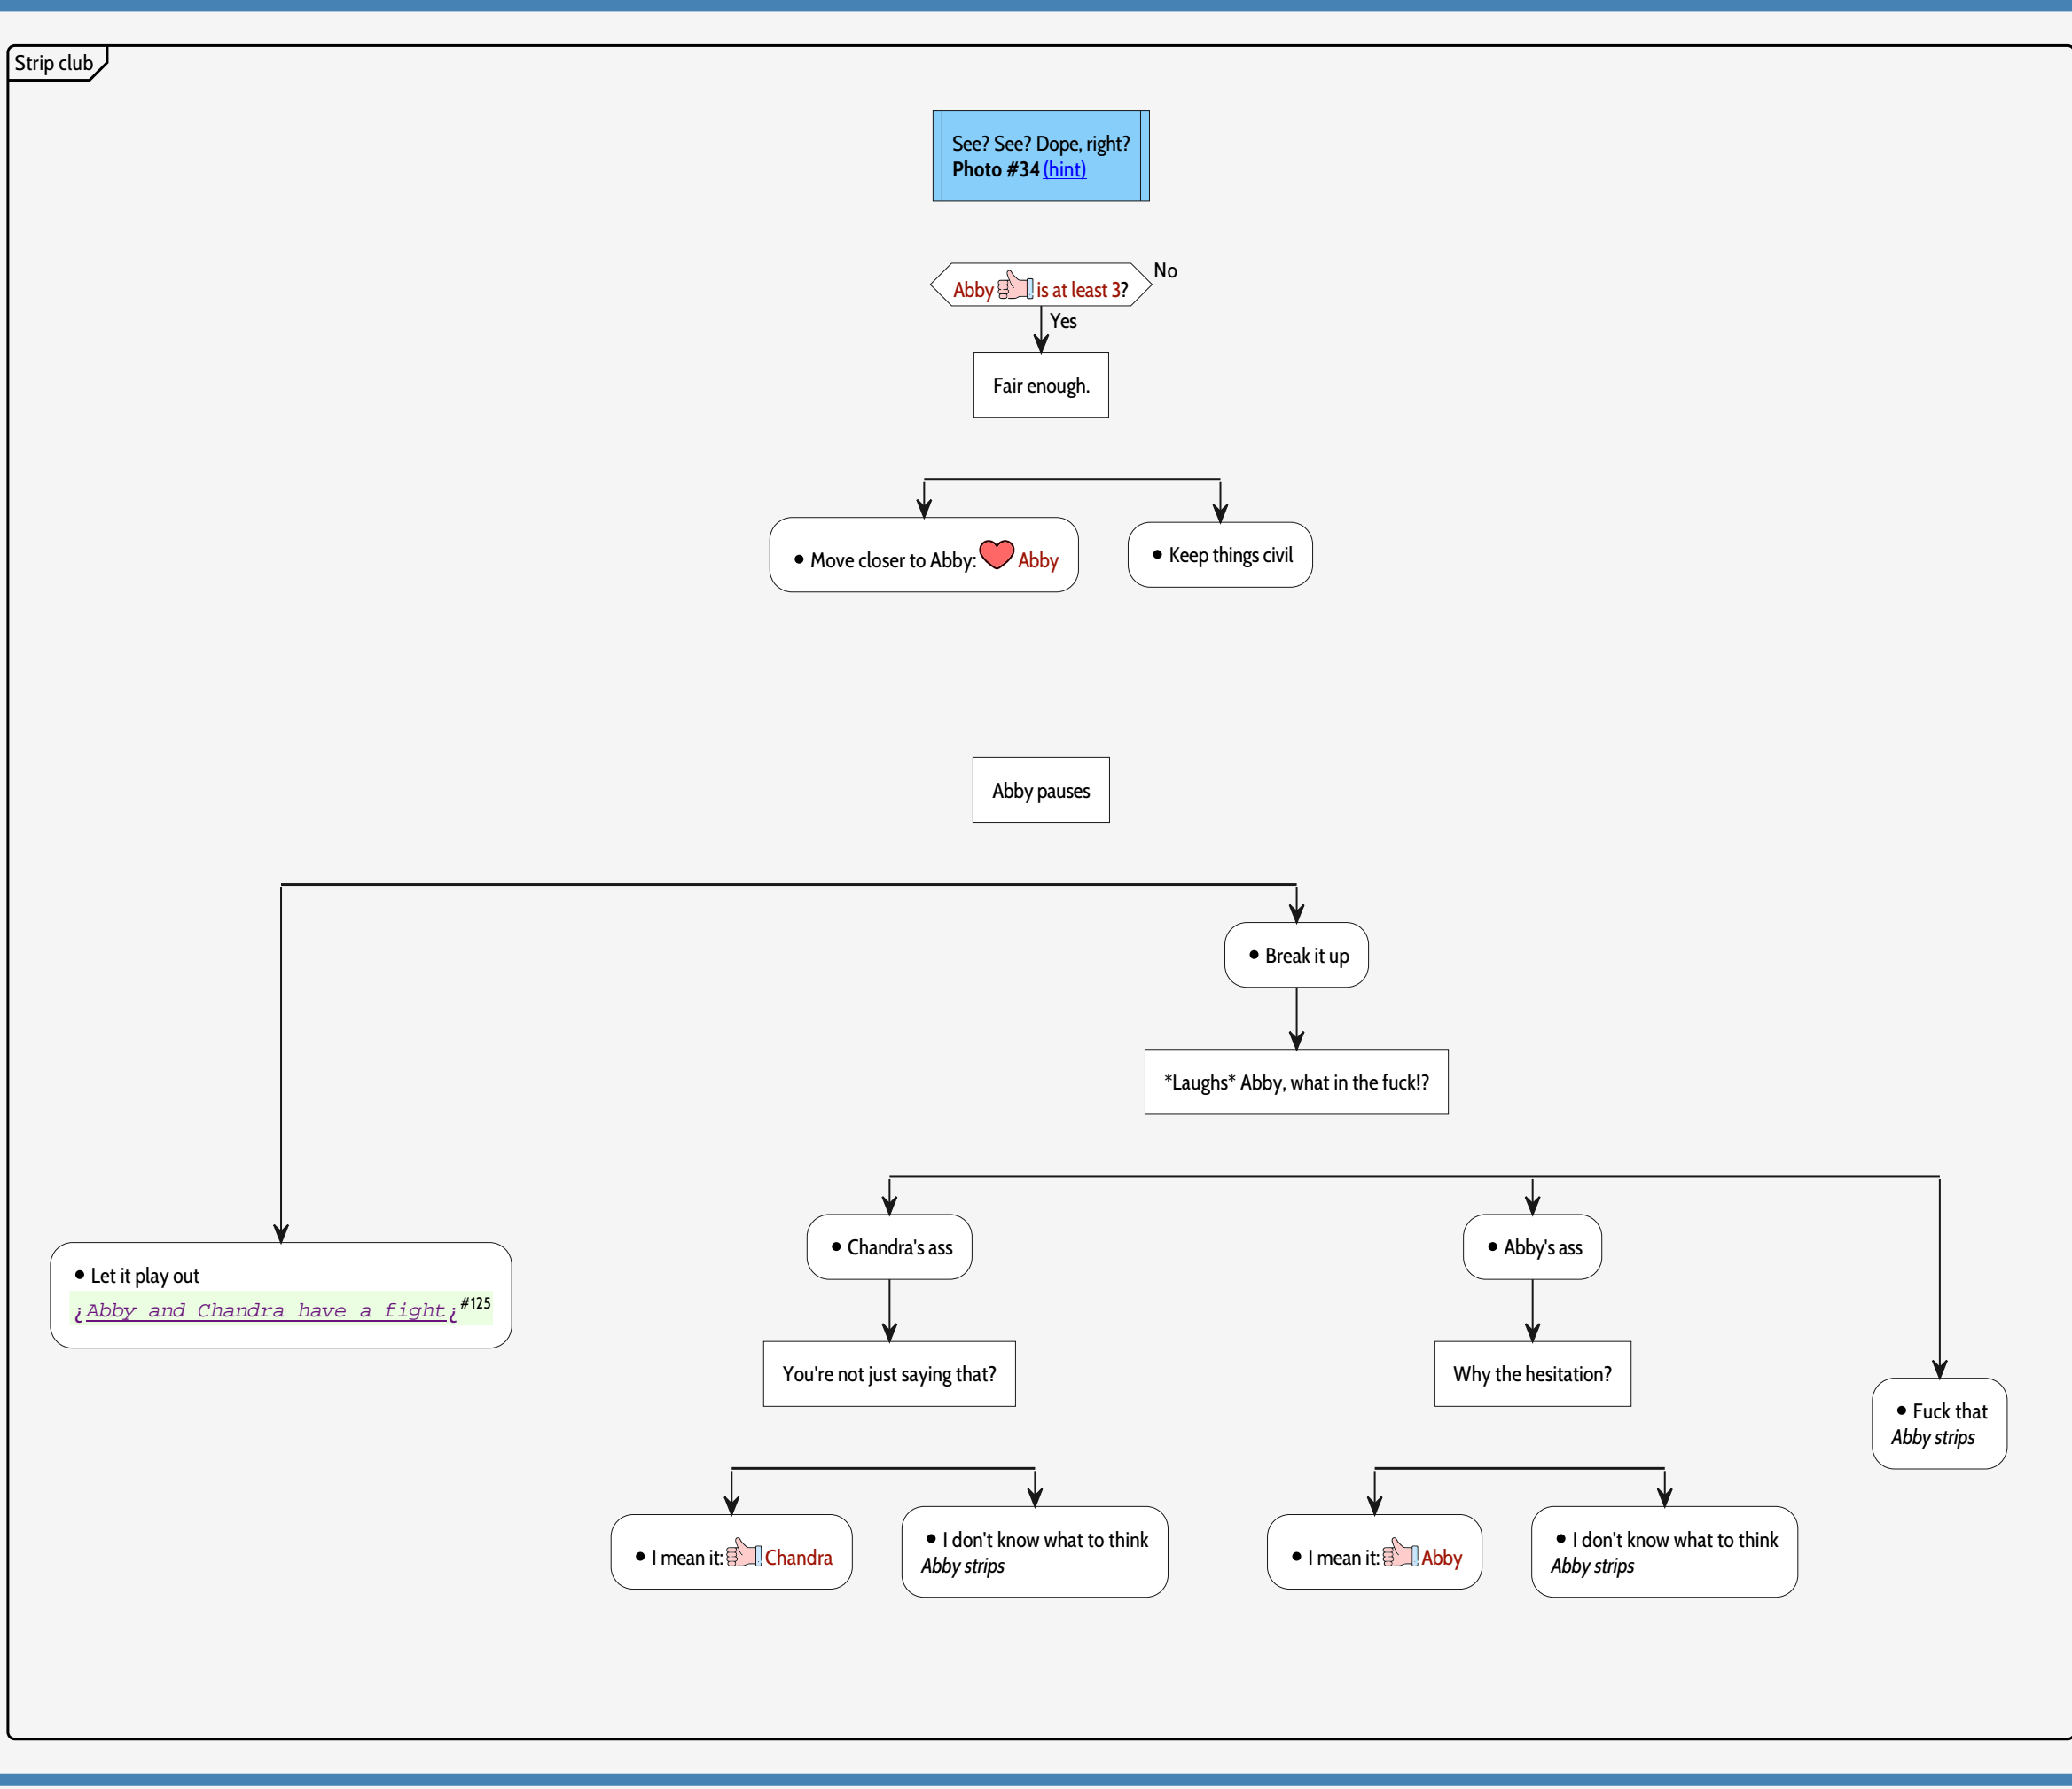 Strip club
See? See? Dope, right?
Photo #34 (hint)
Abby is at least 3?
No
Yes
Fair enough.
• Move closer to Abby: Abby
• Keep things civil
Abby pauses
• Break it up
*Laughs* Abby, what in the fuck!?
• Chandra's ass
• Abby's ass
• Let it play out
¿Abby and Chandra have a fight¿#125
You're not just saying that?
Why the hesitation?
• Fuck that
Abby strips
• I mean it: Chandra
• I don't know what to think
Abby strips
• I mean it: Abby
• I don't know what to think
Abby strips